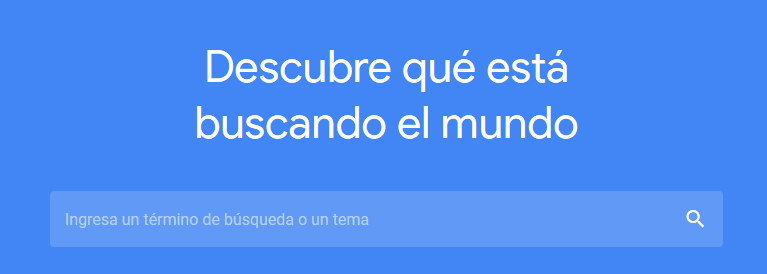 Descubre qué está
buscando el mundo
Ingresa un término de búsqueda o un tema